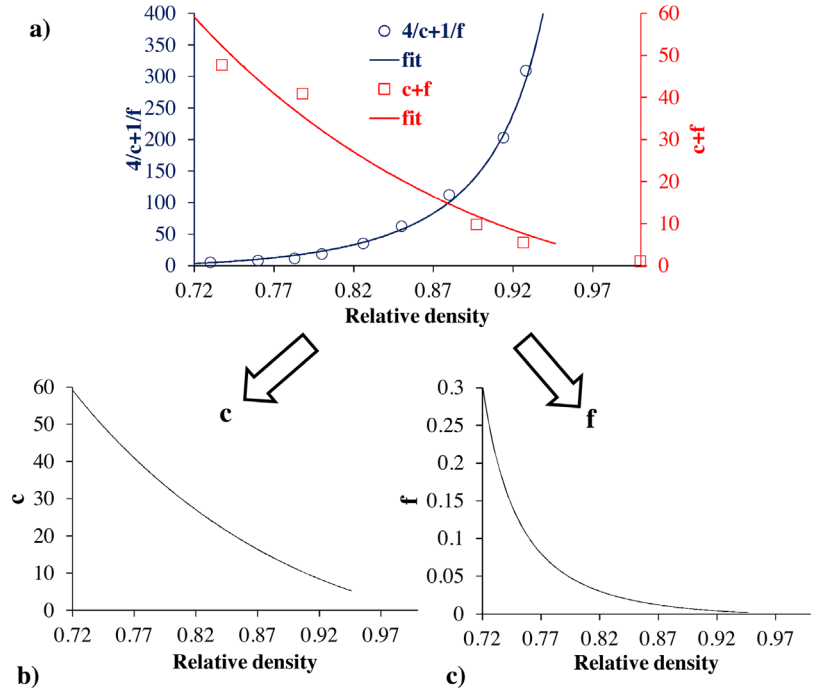 a)
4/c+1/f
fit
c+f
fit
400
350
300
250
200
150
100
50
0
4/c+1/f
60
50
40
30
20
10
0
c+f
0.72 0.77 0.82 0.87 0.92 0.97
Relative density
c
f
60
50
40
30
20
10
0
c
0.72 0.77 0.82 0.87 0.92 0.97
Relative density
b)
0.3
0.25
0.2
0.15
0.1
0.05
0
f
0.72 0.77 0.82 0.87 0.92 0.97
Relative density
c)